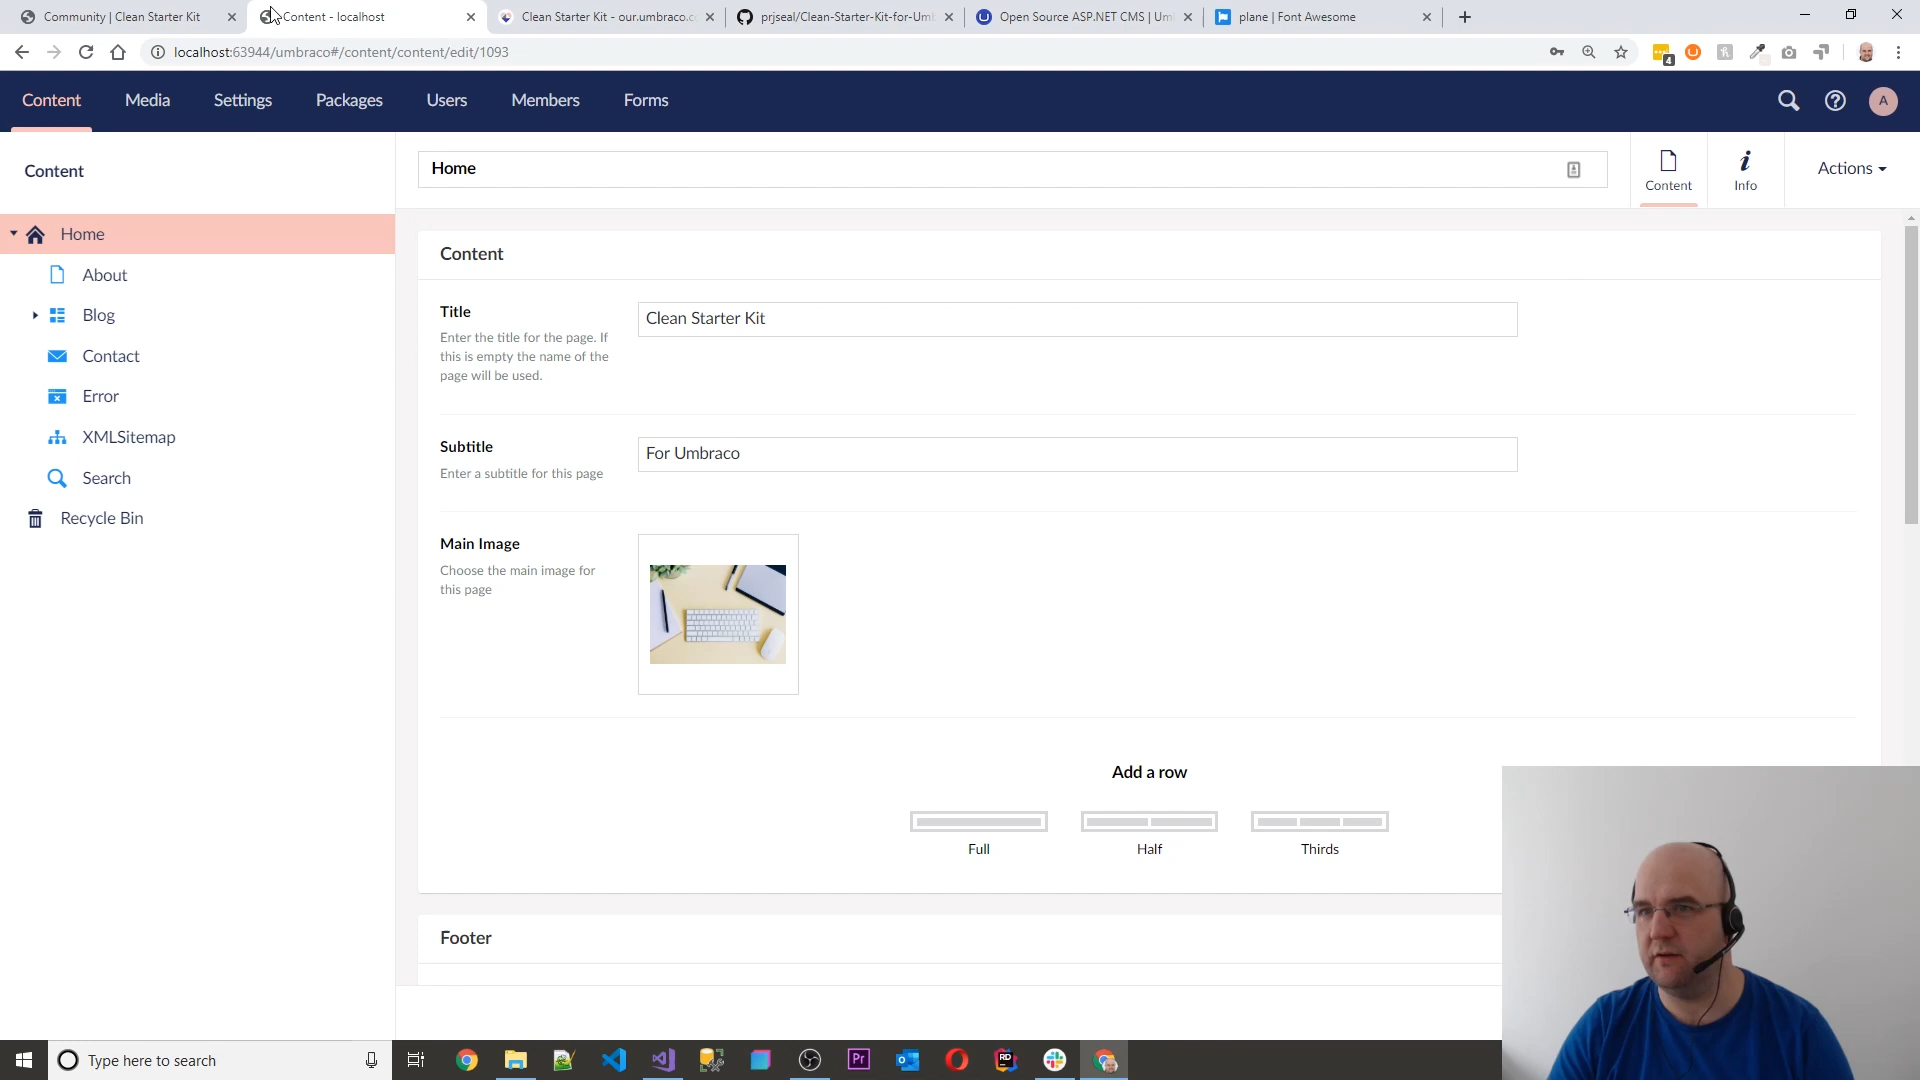 Community | Clean Starter Kit
Content - localhost
Clean Starter Kit - our.umbraco.c
prjseal/Clean-Starter-Kit-for-Um
Open Source ASP.NET CMS | Um
plane | Font Awesome
localhost:63944/umbraco#/content/content/edit/1093
4
Content
Media
Settings
Packages
Users
Members
Forms
A
Content
Home
Content
Info
Actions
Home
About
Blog
Contact
Error
XMLSitemap
Search
Recycle Bin
Content
Title
Enter the title for the page. If
this is empty the name of the
page will be used.
Clean Starter Kit
Subtitle
Enter a subtitle for this page
For Umbraco
Main Image
Choose the main image for
this page
Add a row
Full
Half
Thirds
Footer
Type here to search
Pr
RD